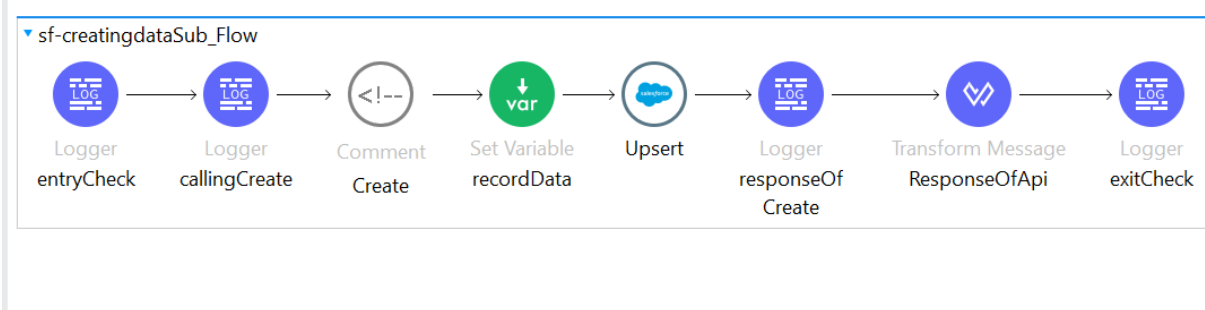 sf-creatingdataSub_Flow
LOG
LOG
<!--
var
salesforce
LOG
LOG
Logger
Logger
Comment
Set Variable
Upsert
Logger
Transform Message
Logger
entryCheck
callingCreate
Create
recordData
responseOf
Create
ResponseOfApi
exitCheck